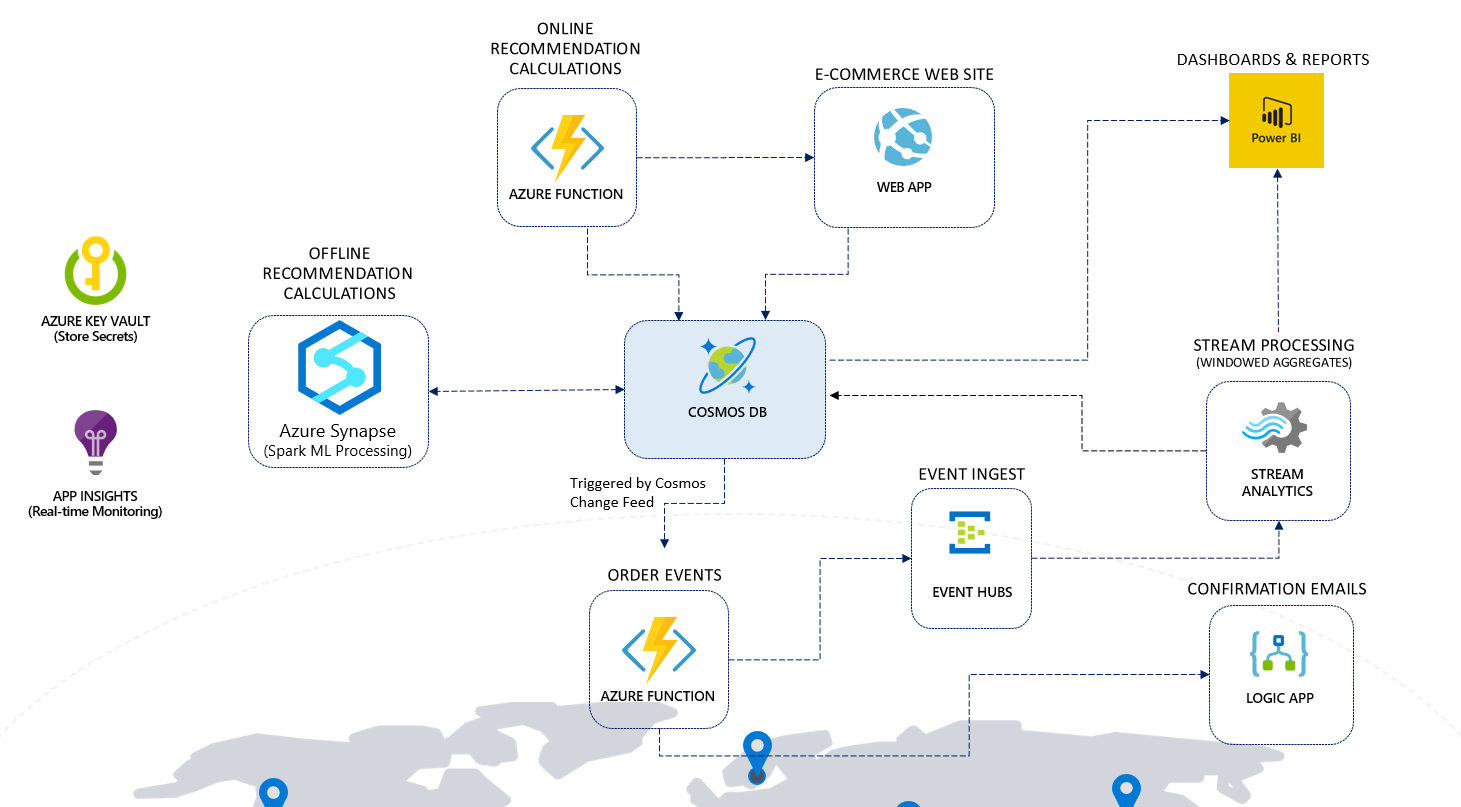 ONLINE
RECOMMENDATION
CALCULATIONS
AZURE FUNCTION
E-COMMERCE WEB SITE
WEB APP
DASHBOARDS & REPORTS
Power BI
AZURE KEY VAULT
(Store Secrets)
APP INSIGHTS
(Real-time Monitoring)
OFFLINE
RECOMMENDATION
CALCULATIONS
Azure Synapse
(Spark ML Processing)
COSMOS DB
Triggered by Cosmos
Change Feed
STREAM PROCESSING
(WINDOWED AGGREGATES)
STREAM
ANALYTICS
EVENT INGEST
EVENT HUBS
ORDER EVENTS
AZURE FUNCTION
CONFIRMATION EMAILS
LOGIC APP